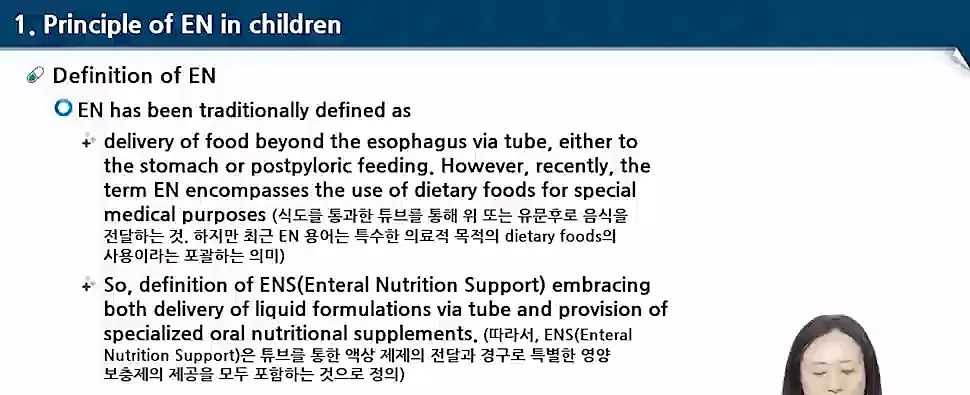 1. Principle of EN in children
Definition of EN
EN has been traditionally defined as
delivery of food beyond the esophagus via tube, either to
the stomach or postpyloric feeding. However, recently, the
term EN encompasses the use of dietary foods for special
medical purposes (식도를 통과한 튜브를 통해 위 또는 유문후로 음식을
전달하는 것. 하지만 최근 EN 용어는 특수한 의료적 목적의 dietary foods의
사용이라는 포괄하는 의미)
So, definition of ENS(Enteral Nutrition Support) embracing
both delivery of liquid formulations via tube and provision of
specialized oral nutritional supplements. (따라서, ENS(Enteral
Nutrition Support)은 튜브를 통한 액상 제제의 전달과 경구로 특별한 영양
보충제의 제공을 모두 포함하는 것으로 정의)